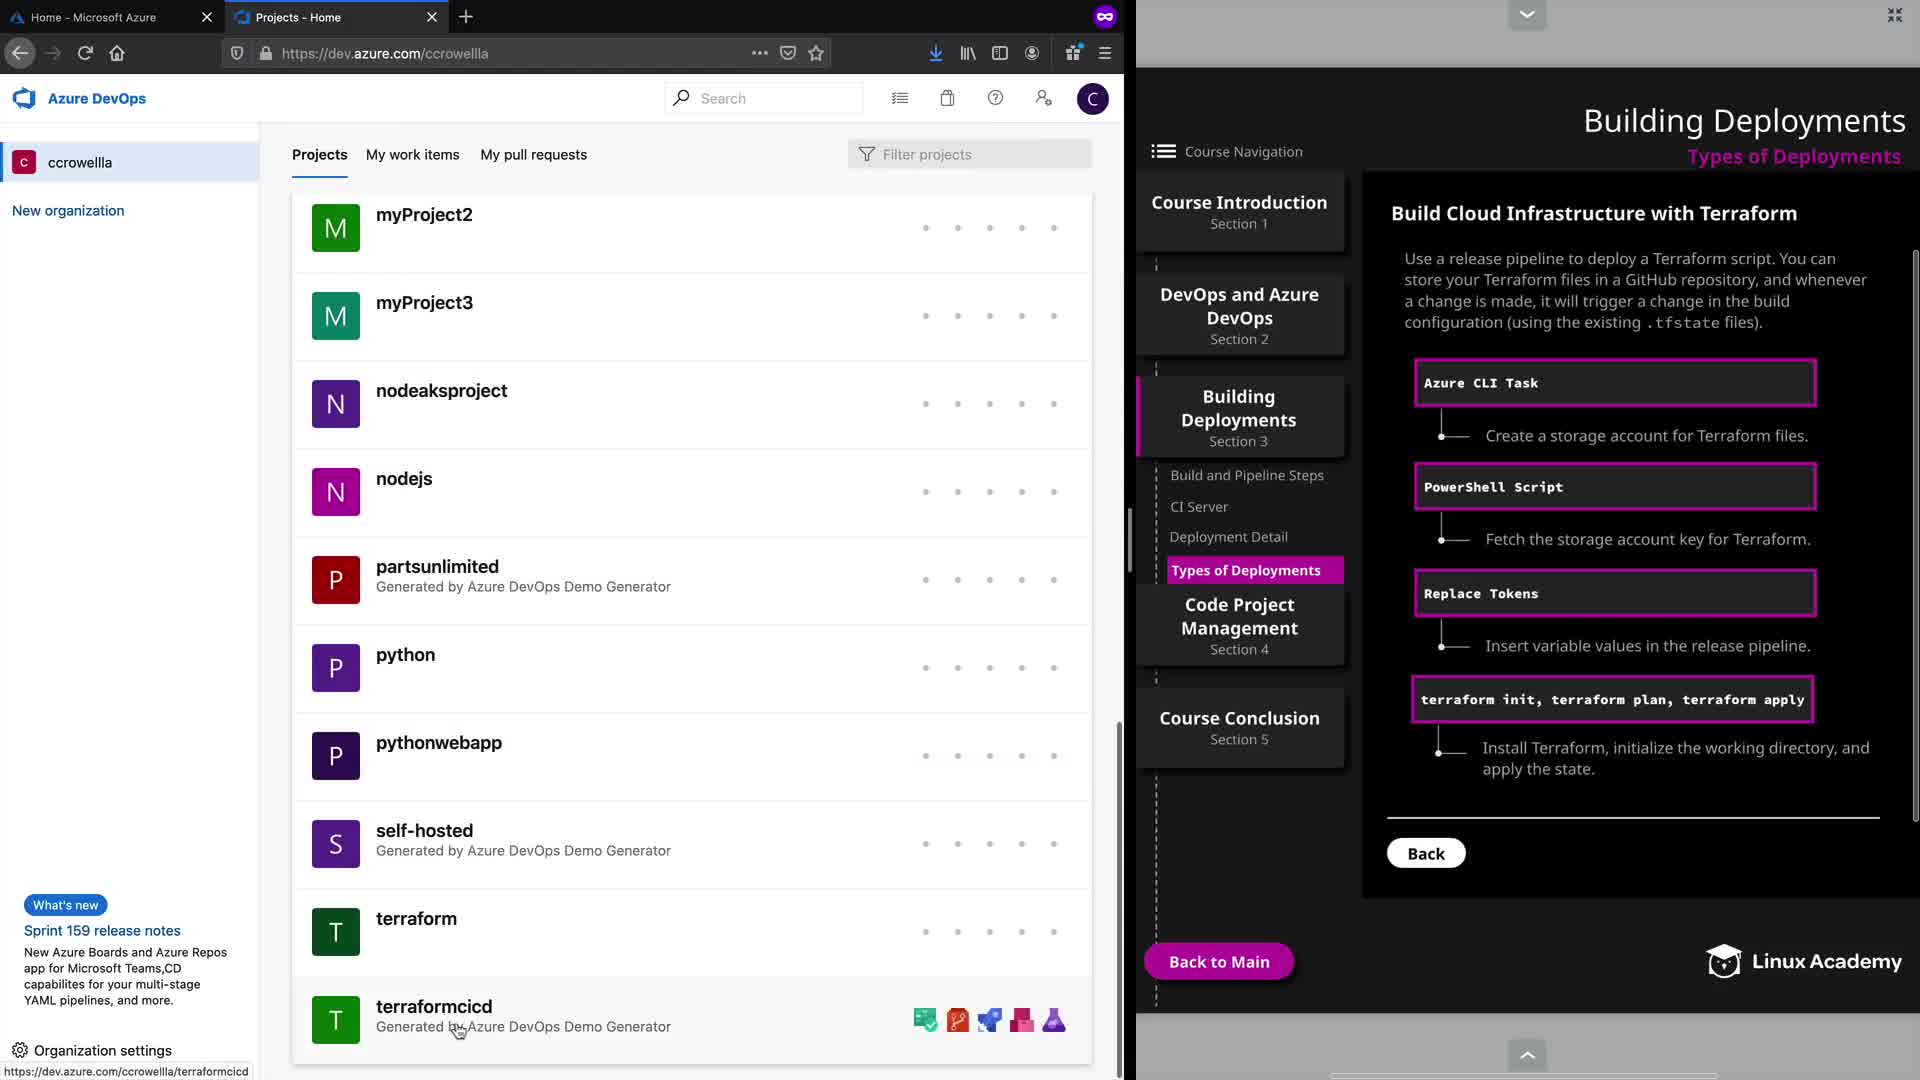 Home - Microsoft Azure
Projects - Home
https://dev.azure.com/ccrowellla
Azure DevOps
Search
C
C ccrowellla
New organization
Projects My work items My pull requests
Filter projects
M myProject2
M myProject3
N nodeaksproject
N nodejs
P partsunlimited
Generated by Azure DevOps Demo Generator
P python
P pythonwebapp
S self-hosted
Generated by Azure DevOps Demo Generator
T terraform
T terraformcicd
Generated by Azure DevOps Demo Generator
What's new
Sprint 159 release notes
New Azure Boards and Azure Repos
app for Microsoft Teams,CD
capabilites for your multi-stage
YAML pipelines, and more.
Organization settings
https://dev.azure.com/ccrowellla/terraformcicd
Building Deployments
Types of Deployments
Course Navigation
Course Introduction
Section 1
DevOps and Azure
DevOps
Section 2
Building
Deployments
Section 3
Build and Pipeline Steps
CI Server
Deployment Detail
Types of Deployments
Code Project
Management
Section 4
Course Conclusion
Section 5
Back to Main
Build Cloud Infrastructure with Terraform
Use a release pipeline to deploy a Terraform script. You can
store your Terraform files in a GitHub repository, and whenever
a change is made, it will trigger a change in the build
configuration (using the existing .tfstate files).
Azure CLI Task
Create a storage account for Terraform files.
PowerShell Script
Fetch the storage account key for Terraform.
Replace Tokens
Insert variable values in the release pipeline.
terraform init, terraform plan, terraform apply
Install Terraform, initialize the working directory, and
apply the state.
Back
Linux Academy